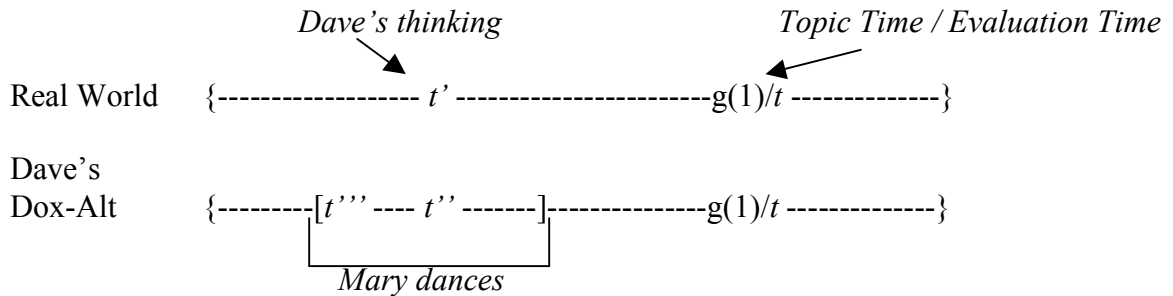 Dave’s thinking Topic Time / Evaluation Time
Real World {------------------- t’ ------------------------g(1)/t --------------}
Dave’s
Dox-Alt {---------[t’’’ ---- t’’ -------]---------------g(1)/t --------------}
Mary dances